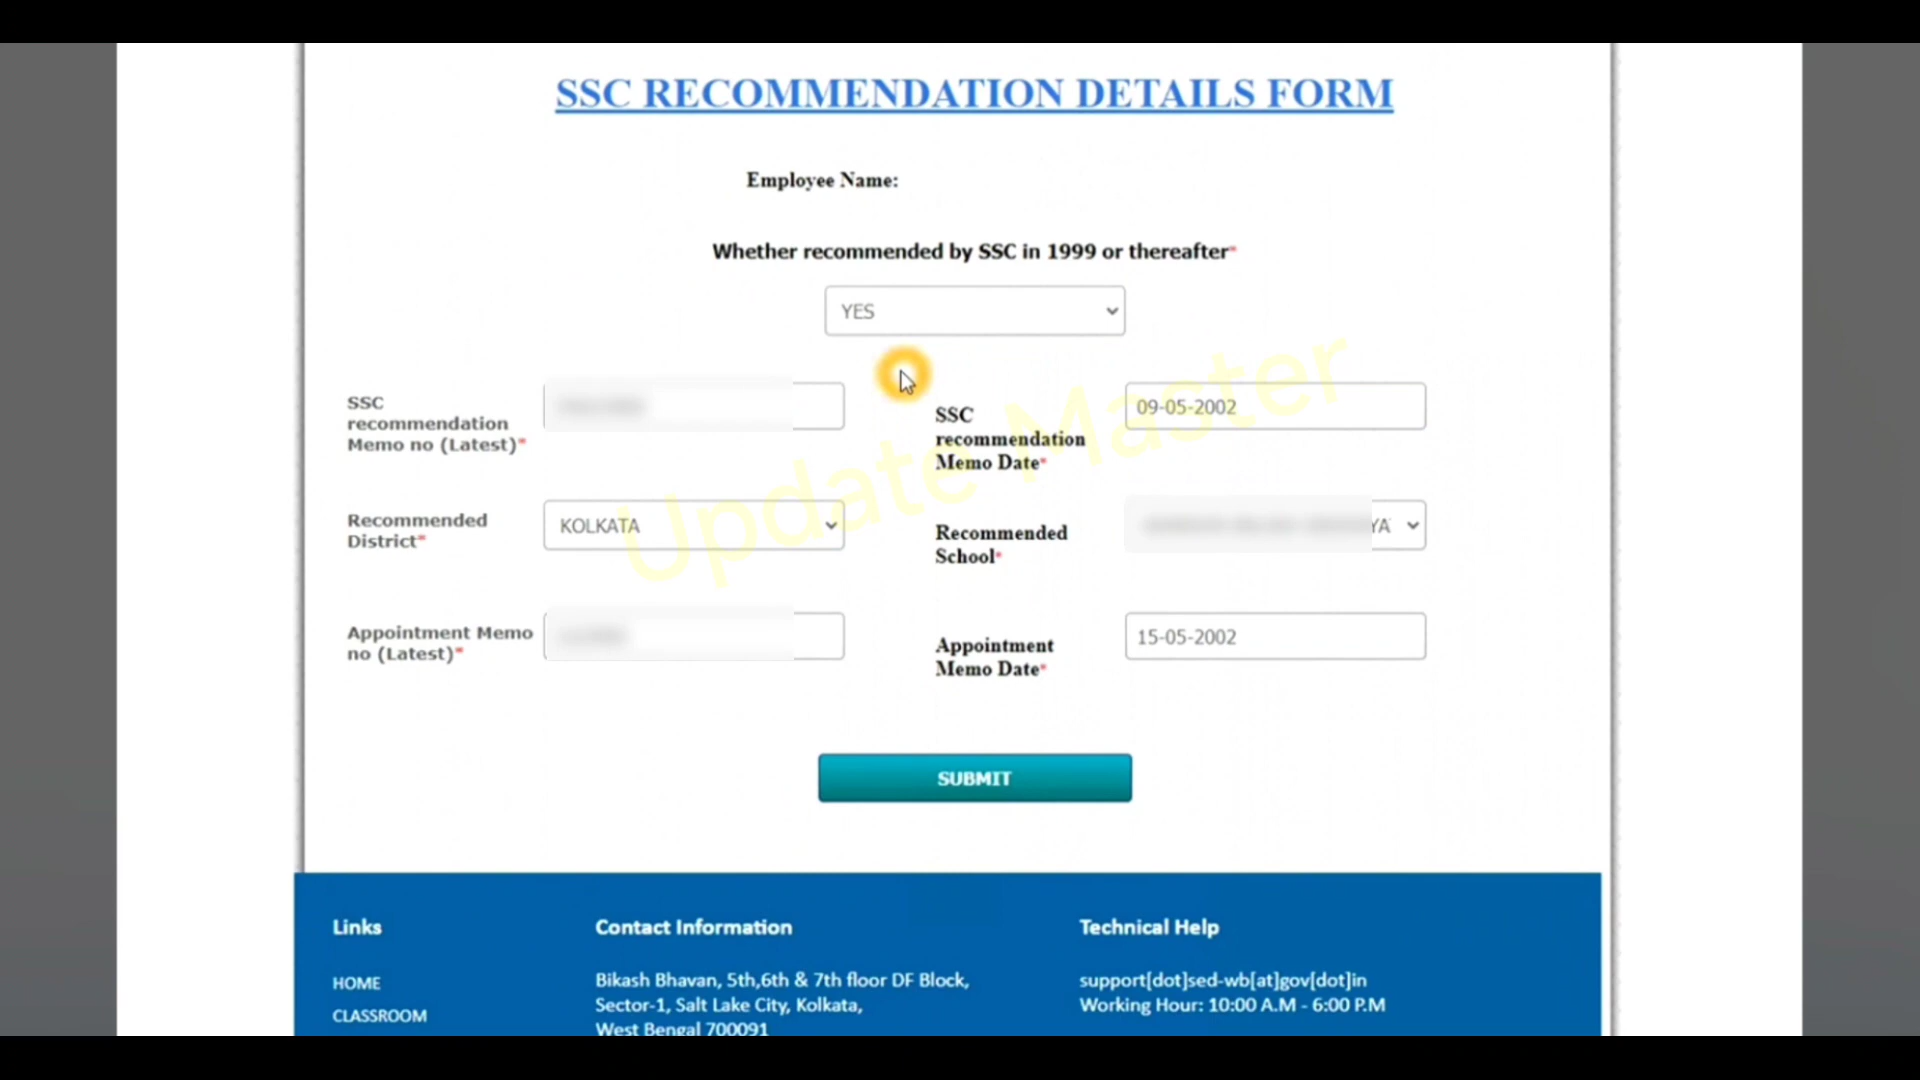 SSC RECOMMENDATION DETAILS FORM
Employee Name:
Whether recommended by SSC in 1999 or thereafter*
YES
SSC
recommendation
Memo no (Latest)*
SSC
recommendation
Memo Date*
09-05-2002
Recommended
District*
KOLKATA
Recommended
School*
YA
Appointment Memo
no (Latest)*
Appointment
Memo Date*
15-05-2002
Update Master
SUBMIT
Links
HOME
CLASSROOM
Contact Information
Bikash Bhavan, 5th,6th & 7th floor DF Block,
Sector-1, Salt Lake City, Kolkata,
West Bengal 700091
Technical Help
support[dot]sed-wb[at]gov[dot]in
Working Hour: 10:00 A.M - 6:00 P.M